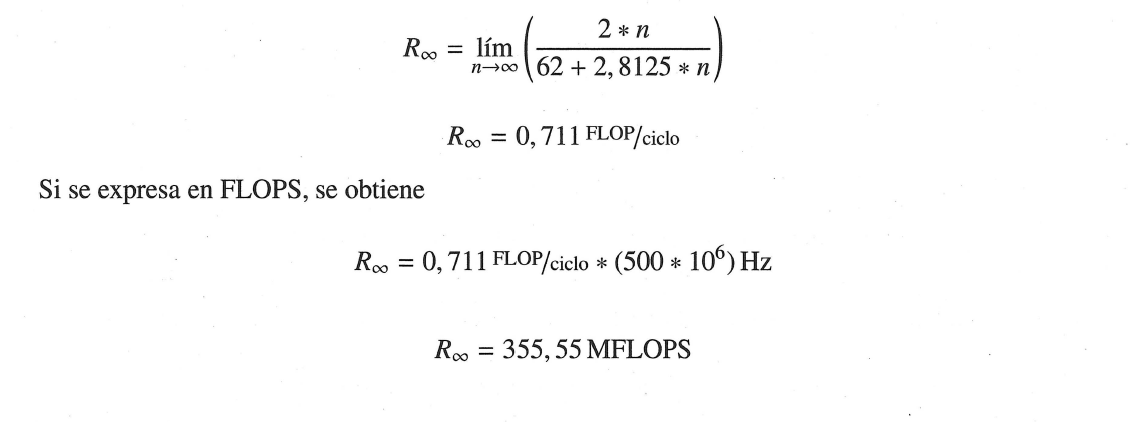 R∞ = lím n→∞ (2 * n / 62 + 2, 8125 * n)
R∞ = 0, 711 FLOP/ciclo
Si se expresa en FLOPS, se obtiene
R∞ = 0, 711 FLOP/ciclo * (500 * 10⁶) Hz
R∞ = 355, 55 MFLOPS